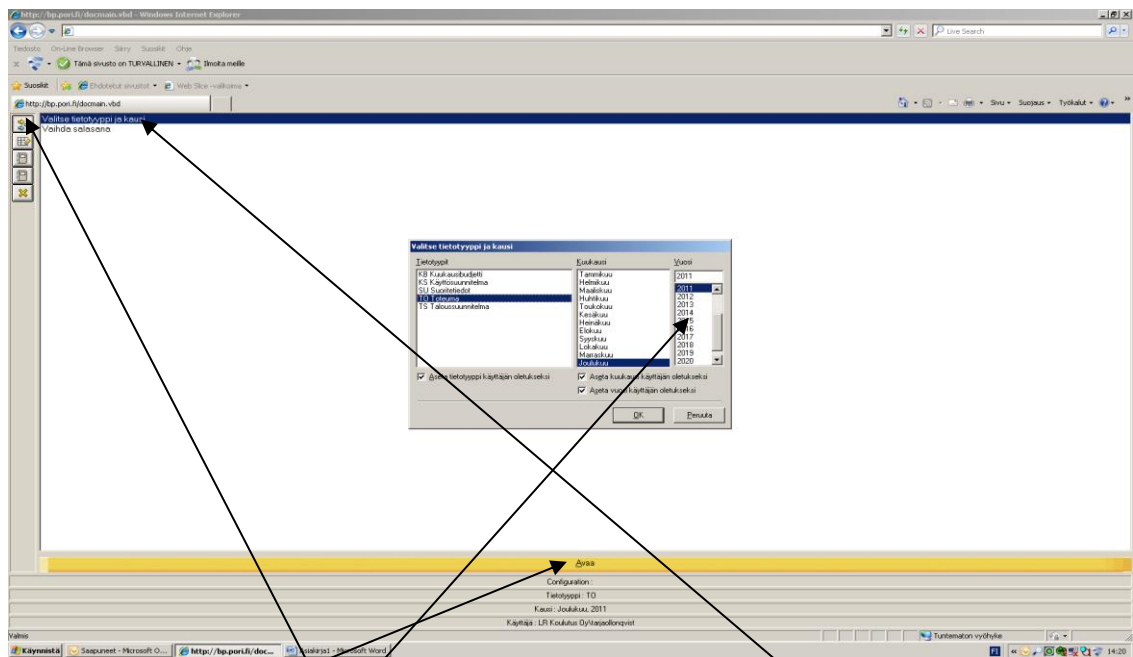 http://bp.pori.fi/docmain.vbd - Windows Internet Explorer
Live Search
Tiedosto On-Line Browser Siirry Suosikit Ohje
x Tämä sivusto on TURVALLINEN Ilmoita meille
Suosikit Ehdotetut sivustot Web Slice -valikoima
http://bp.pori.fi/docmain.vbd
Sivu Suojaus Työkalut
Valitse tietotyyppi ja kausi
Vaihda salasana
Valitse tietotyyppi ja kausi
Tietotyypit Kuukausi Vuosi
KB Kuukausibudjetti
KS Käyttösuunnitelma
SU Suoritetiedot
TO Toteuma
TS Taloussuunnitelma
Tammikuu
Helmikuu
Maaliskuu
Huhtikuu
Toukokuu
Kesäkuu
Heinäkuu
Elokuu
Syyskuu
Lokakuu
Marraskuu
Joulukuu
2011
2011
2012
2013
2014
2015
2016
2017
2018
2019
2020
Aseta tietotyyppi käyttäjän oletukseksi
Aseta kuukausi käyttäjän oletukseksi
Aseta vuosi käyttäjän oletukseksi
OK Peruuta
Avaa
Configuration :
Tietotyyppi : TO
Kausi : Joulukuu, 2011
Käyttäjä : LR Koulutus Oy\tarjaollonqvist
Valmis
Tuntematon vyöhyke
Käynnistä Saapuneet - Microsoft O... http://bp.pori.fi/doc... Asiakirja1 - Microsoft Word FI 14:20